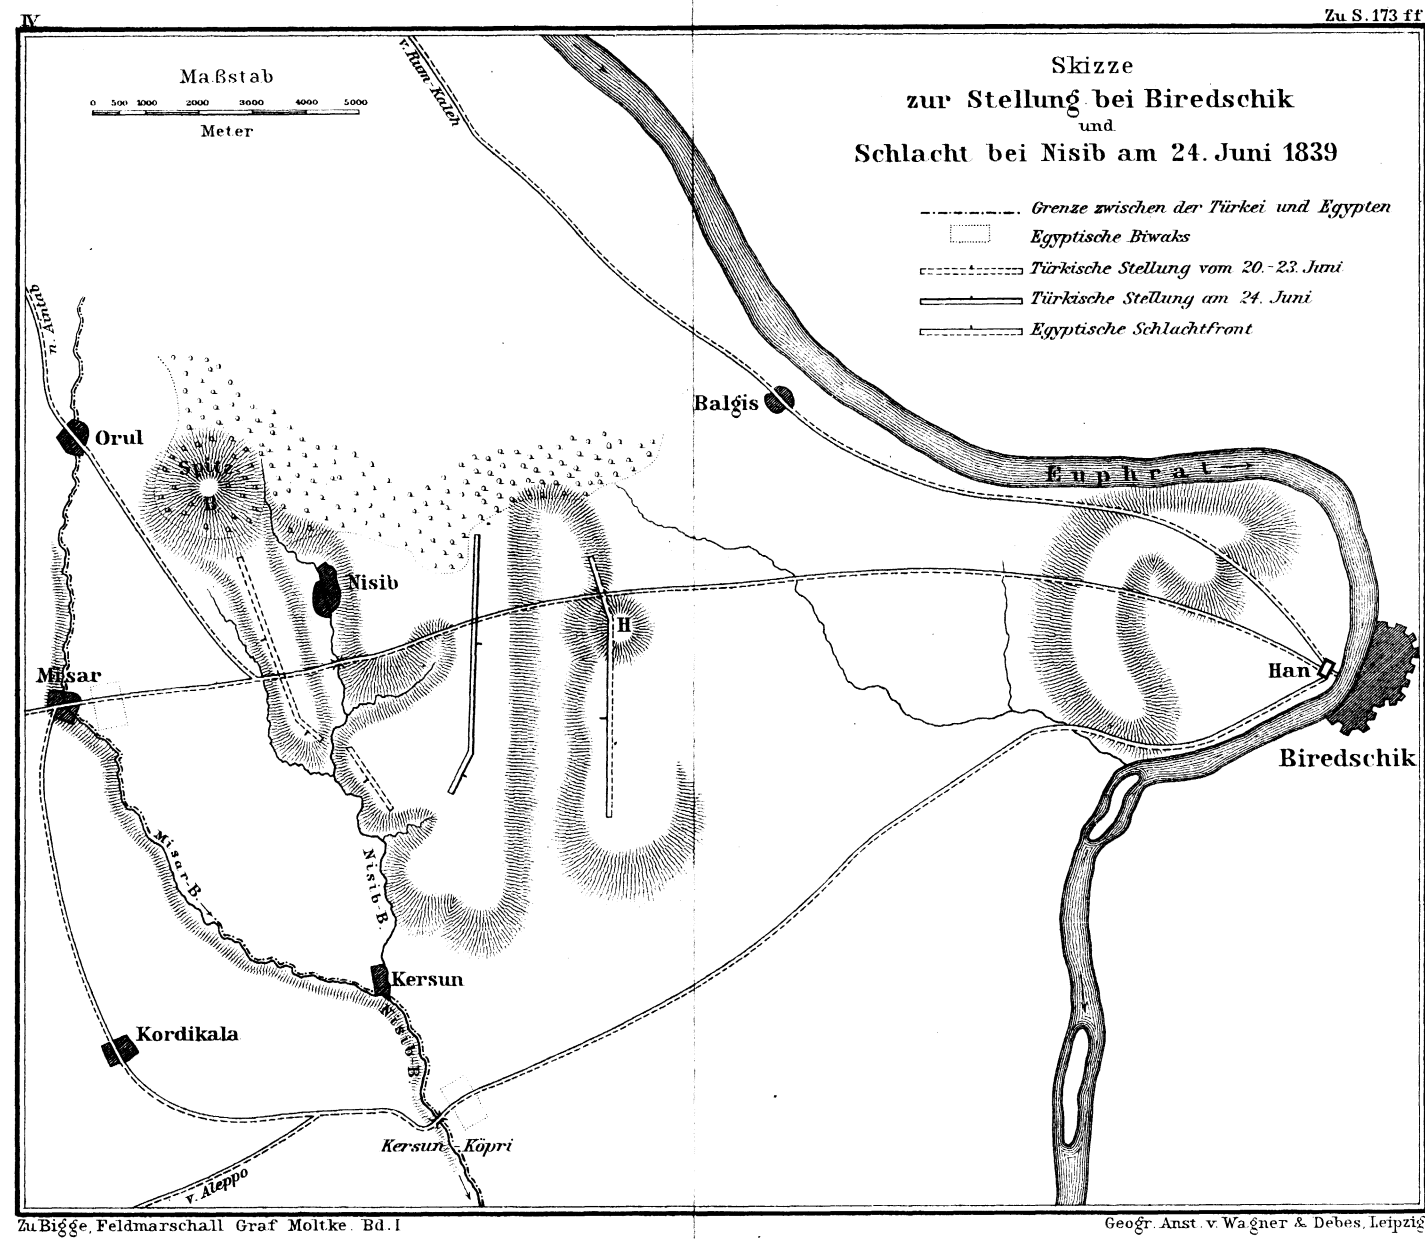 IV
Zu S. 173 ff
Maßstab
0 500 1000 2000 3000 4000 5000
Meter
v. Rum-Kaleh
Skizze
zur Stellung bei Biredschik
und
Schlacht bei Nisib am 24. Juni 1839
Grenze zwischen der Türkei und Egypten
Egyptische Biwaks
Türkische Stellung vom 20.-23. Juni
Türkische Stellung am 24. Juni
Egyptische Schlachtfront
n. Aintab
Balgis
Orul
Spitz
B
Euphrat
Nisib
H
Misar
Han
Biredschik
Misar-B.
Nisib-B.
Kersun
Nisib B.
Kordikala
Kersun-Köpri
v. Aleppo
Zu Bigge, Feldmarschall Graf Moltke. Bd. I
Geogr. Anst. v. Wagner & Debes, Leipzig